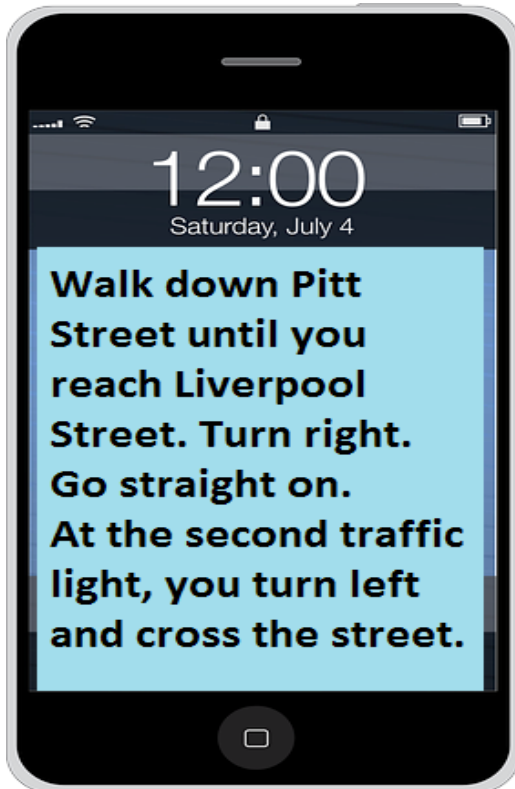 12:00
Saturday, July 4
Walk down Pitt
Street until you
reach Liverpool
Street. Turn right.
Go straight on.
At the second traffic
light, you turn left
and cross the street.